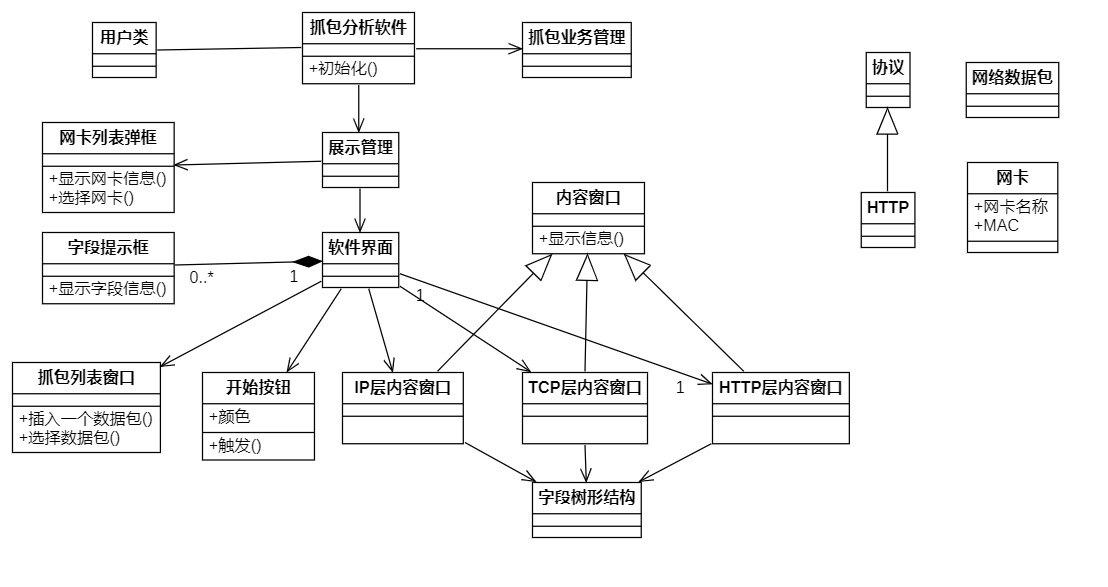 用户类
抓包分析软件
+初始化()
抓包业务管理
协议
网络数据包
网卡列表弹框
+显示网卡信息()
+选择网卡()
展示管理
网卡
+网卡名称
+MAC
HTTP
内容窗口
+显示信息()
字段提示框
+显示字段信息()
0..*
1
软件界面
1
抓包列表窗口
+插入一个数据包()
+选择数据包()
开始按钮
+颜色
+触发()
IP层内容窗口
TCP层内容窗口
1
HTTP层内容窗口
字段树形结构